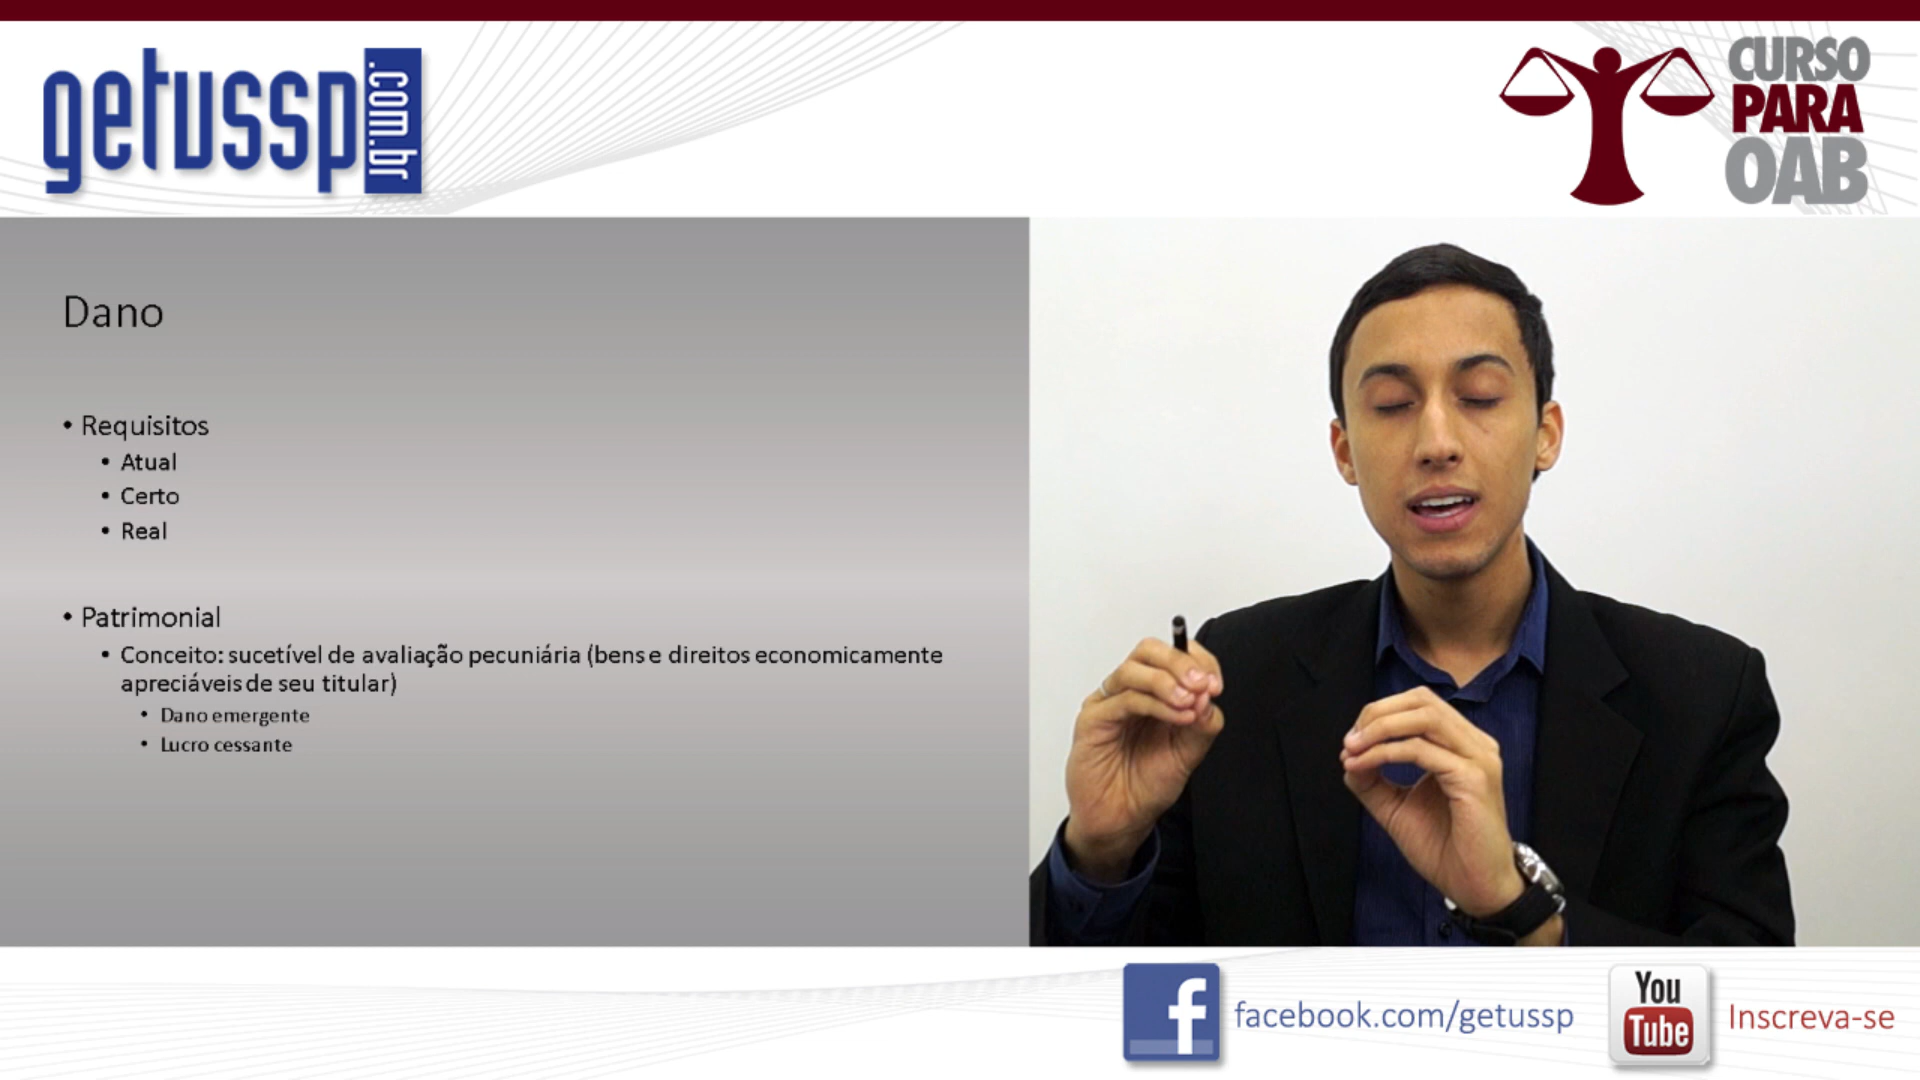 getussp.com.br
CURSO
PARA
OAB
Dano
• Requisitos
• Atual
• Certo
• Real
• Patrimonial
• Conceito: sucetível de avaliação pecuniária (bens e direitos economicamente
apreciáveis de seu titular)
• Dano emergente
• Lucro cessante
f facebook.com/getussp
You
Tube
Inscreva-se